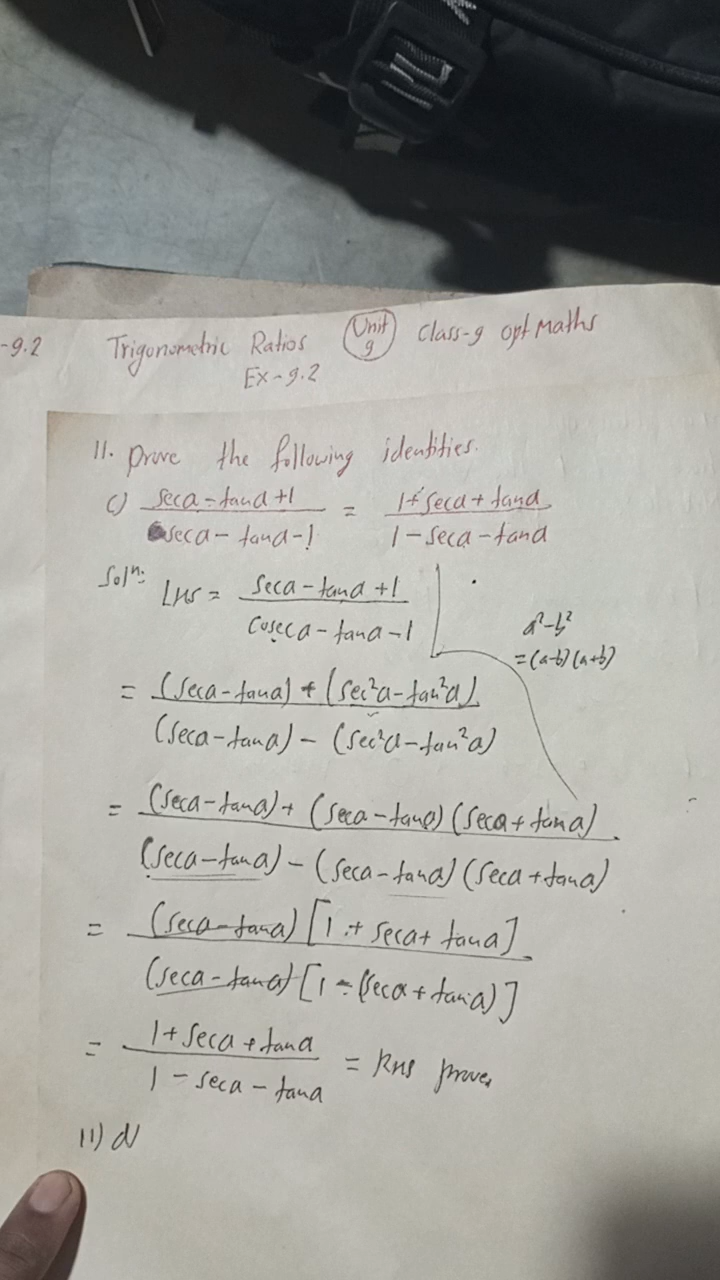 -9.2 Trigonometric Ratios Unit 9 Class-9 opt Maths
Ex-9.2
11. prove the following identities.
c) seca-tana+1 / seca-tana-1 = 1+seca+tana / 1-seca-tana
Solⁿ: LHS = seca-tana+1 / coseca-tana-1
a²-b²
=(a-b)(a+b)
= (seca-tana)+(sec²a-tan²a) / (seca-tana)-(sec²a-tan²a)
= (seca-tana)+(seca-tana)(seca+tana) / (seca-tana)-(seca-tana)(seca+tana)
= (seca-tana)[1+seca+tana] / (seca-tana)[1-(seca+tana)]
= 1+seca+tana / 1-seca-tana = RHS prove
11) d)